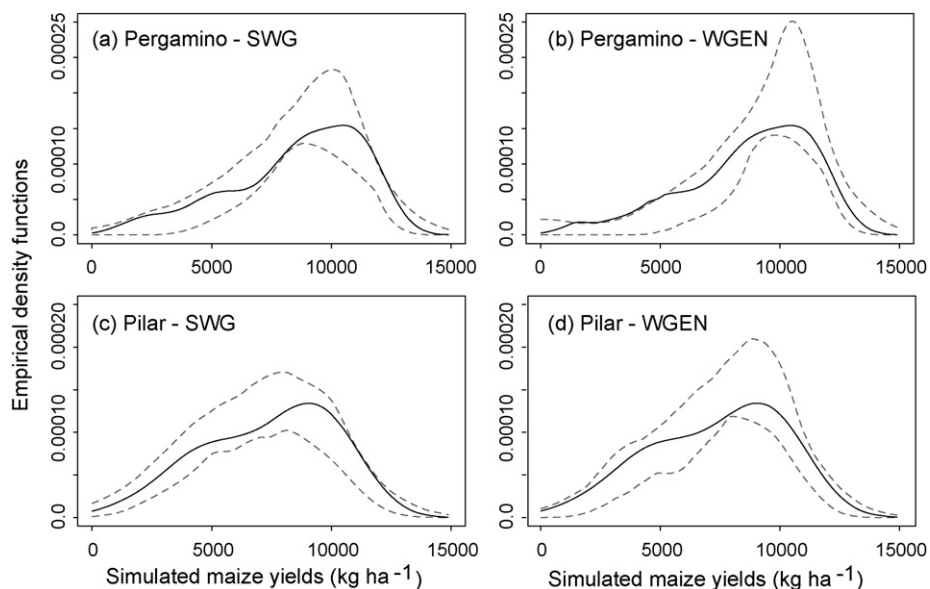 (a) Pergamino - SWG
(b) Pergamino - WGEN
0.00025
0.00010
0.0
0.00025
0.00010
0.0
0 5000 10000 15000
0 5000 10000 15000
Empirical density functions
(c) Pilar - SWG
(d) Pilar - WGEN
0.00020
0.00010
0.0
0.00020
0.00010
0.0
0 5000 10000 15000
0 5000 10000 15000
Simulated maize yields (kg ha⁻¹)
Simulated maize yields (kg ha⁻¹)